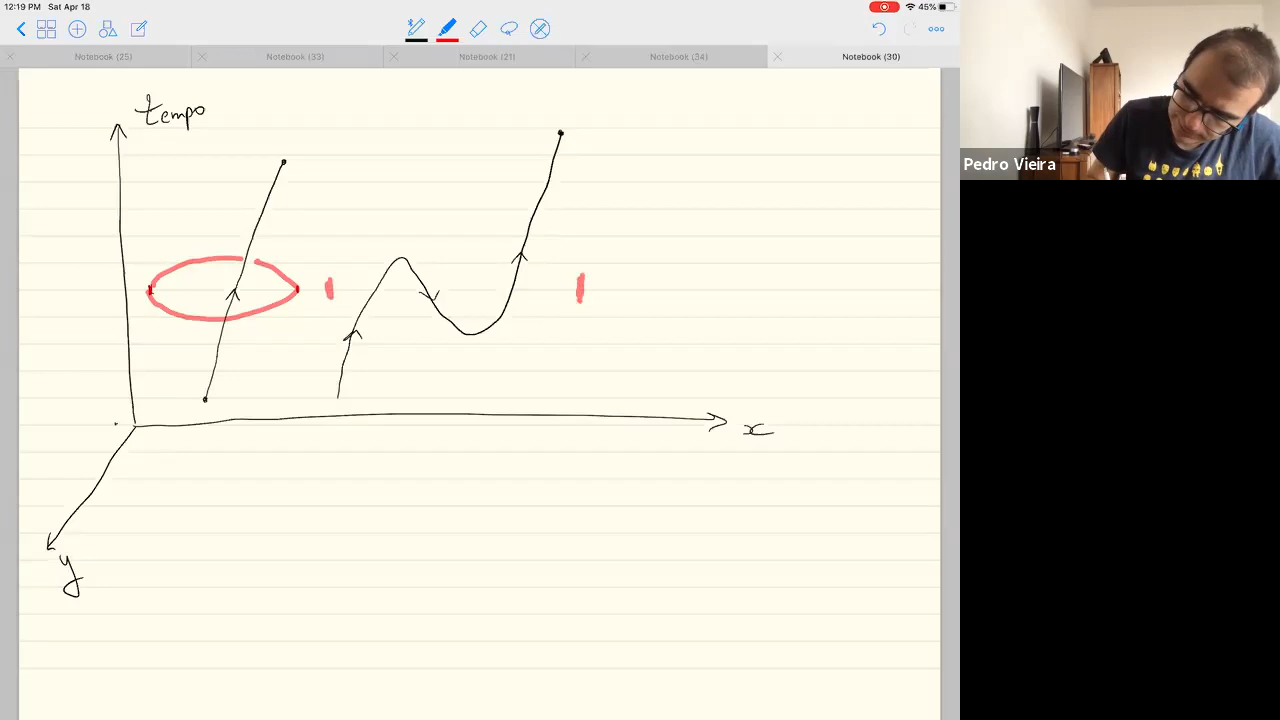 12:19 PM Sat Apr 18
45%
Notebook (25)
Notebook (33)
Notebook (21)
Notebook (34)
Notebook (30)
tempo
Pedro Vieira
x
y